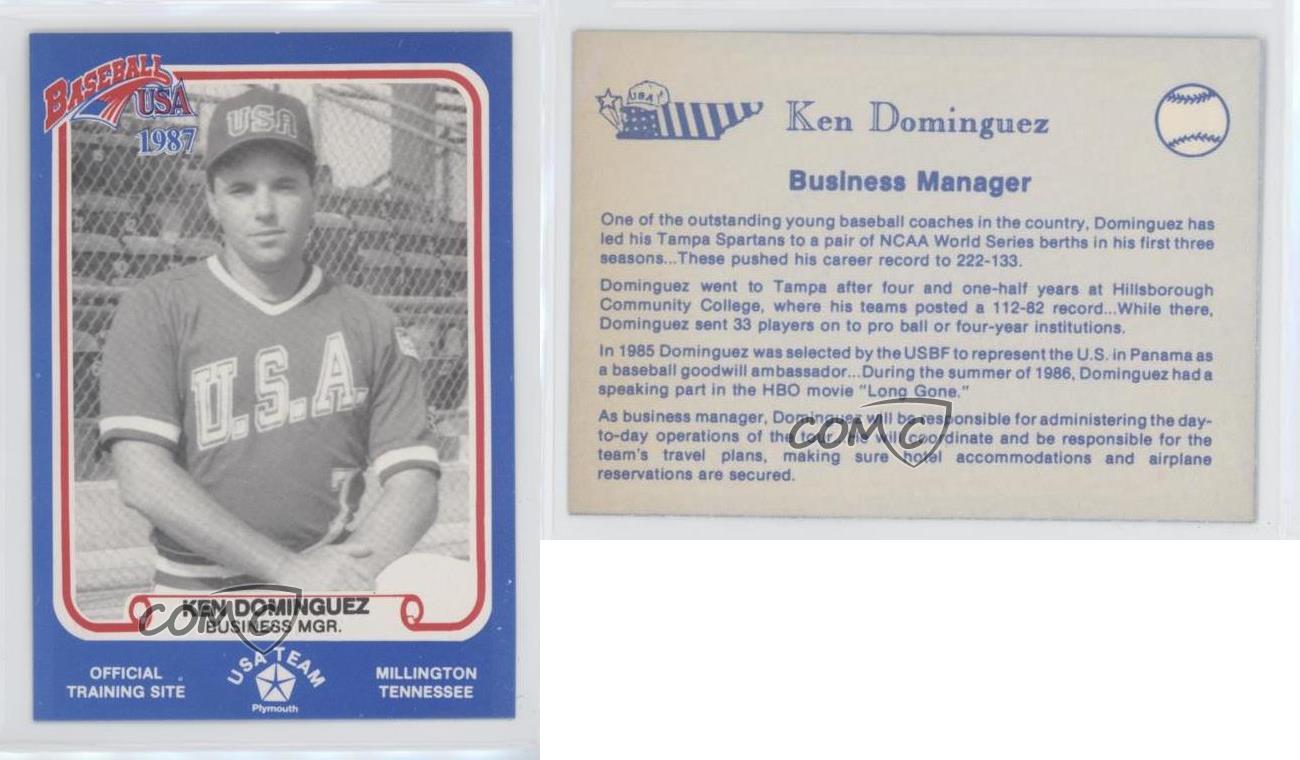 BASEBALL
USA
1987
USA
U.S.A.
KEN DOMINGUEZ
BUSINESS MGR.
COMC
OFFICIAL
TRAINING SITE
USA TEAM
Plymouth
MILLINGTON
TENNESSEE
USA
Ken Dominguez
Business Manager
One of the outstanding young baseball coaches in the country, Dominguez has
led his Tampa Spartans to a pair of NCAA World Series berths in his first three
seasons...These pushed his career record to 222-133.
Dominguez went to Tampa after four and one-half years at Hillsborough
Community College, where his teams posted a 112-82 record...While there,
Dominguez sent 33 players on to pro ball or four-year institutions.
In 1985 Dominguez was selected by the USBF to represent the U.S. in Panama as
a baseball goodwill ambassador...During the summer of 1986, Dominguez had a
speaking part in the HBO movie "Long Gone."
As business manager, Dominguez will be responsible for administering the day-
to-day operations of the tour. He will coordinate and be responsible for the
team's travel plans, making sure hotel accommodations and airplane
reservations are secured.
COMC